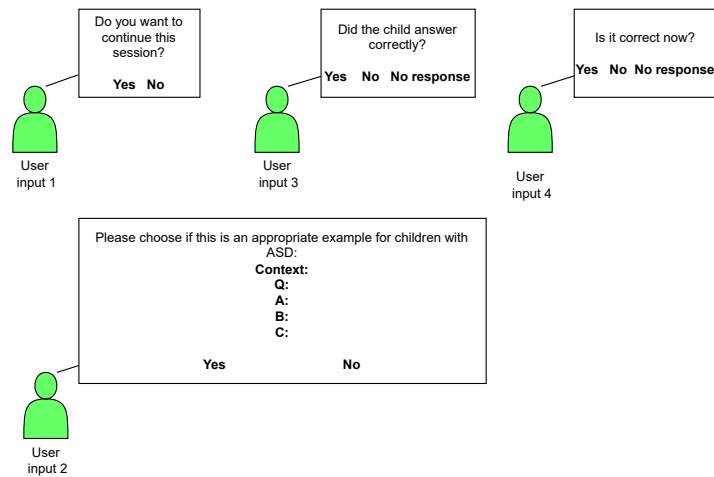 Do you want to
continue this
session?
Yes No
User
input 1
Did the child answer
correctly?
Yes No No response
User
input 3
Is it correct now?
Yes No No response
User
input 4
Please choose if this is an appropriate example for children with
ASD:
Context:
Q:
A:
B:
C:
Yes No
User
input 2